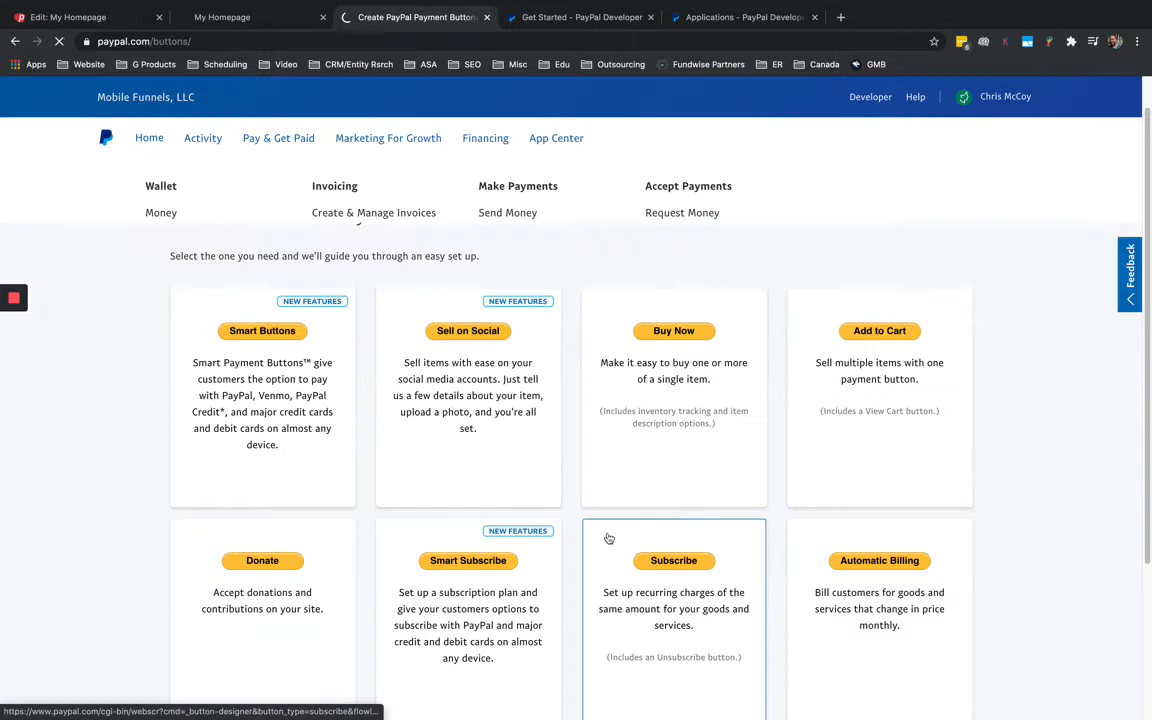 Edit: My Homepage
My Homepage
Create PayPal Payment Button
Get Started - PayPal Developer
Applications - PayPal Develop
paypal.com/buttons/
6
Apps
Website
G Products
Scheduling
Video
CRM/Entity Rsrch
ASA
SEO
Misc
Edu
Outsourcing
Fundwise Partners
ER
Canada
GMB
Mobile Funnels, LLC
Developer
Help
Chris McCoy
Home
Activity
Pay & Get Paid
Marketing For Growth
Financing
App Center
Wallet
Invoicing
Make Payments
Accept Payments
Money
Create & Manage Invoices
Send Money
Request Money
Feedback
Select the one you need and we'll guide you through an easy set up.
NEW FEATURES
Smart Buttons
Smart Payment Buttons™ give
customers the option to pay
with PayPal, Venmo, PayPal
Credit*, and major credit cards
and debit cards on almost any
device.
NEW FEATURES
Sell on Social
Sell items with ease on your
social media accounts. Just tell
us a few details about your item,
upload a photo, and you're all
set.
Buy Now
Make it easy to buy one or more
of a single item.
(Includes inventory tracking and item
description options.)
Add to Cart
Sell multiple items with one
payment button.
(Includes a View Cart button.)
Donate
Accept donations and
contributions on your site.
NEW FEATURES
Smart Subscribe
Set up a subscription plan and
give your customers options to
subscribe with PayPal and major
credit and debit cards on almost
any device.
Subscribe
Set up recurring charges of the
same amount for your goods and
services.
(Includes an Unsubscribe button.)
Automatic Billing
Bill customers for goods and
services that change in price
monthly.
https://www.paypal.com/cgi-bin/webscr?cmd=_button-designer&button_type=subscribe&flowl...